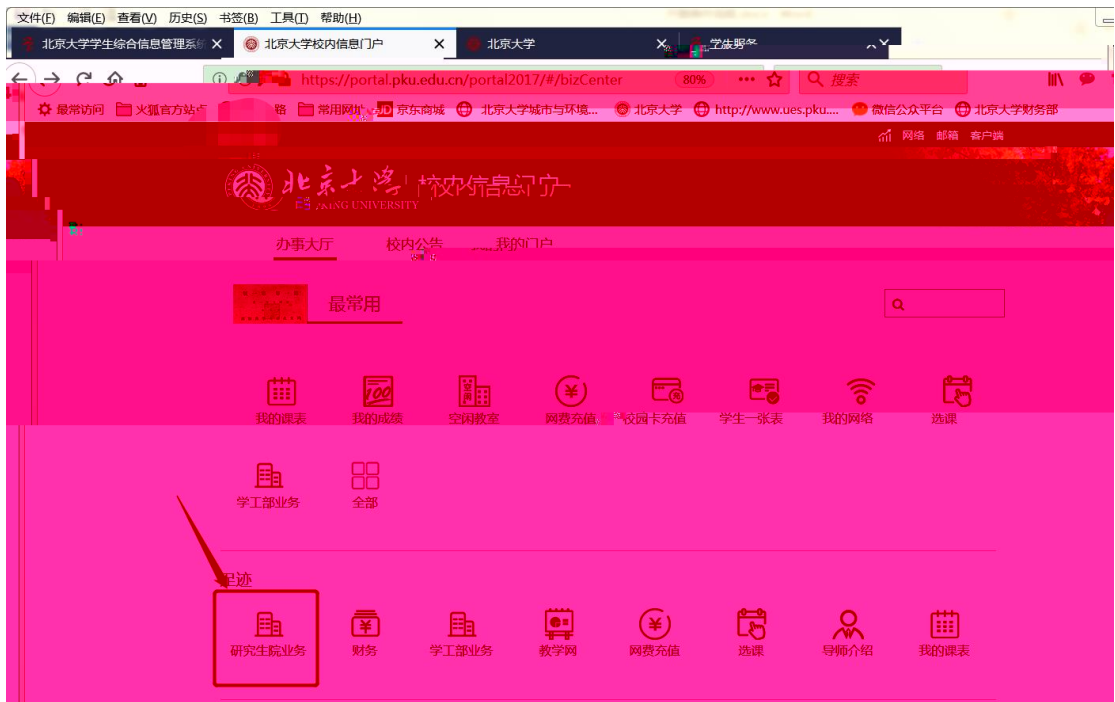 文件(F) 编辑(E) 查看(V) 历史(S) 书签(B) 工具(T) 帮助(H)
北京大学学生综合信息管理系统 北京大学校内信息门户 北京大学
https://portal.pku.edu.cn/portal2017/#/bizCenter 80% 搜索
最常访问 火狐官方站点 常用网址 JD 京东商城 北京大学城市与环境... 北京大学 http://www.ues.pku.... 微信公众平台 北京大学财务部
网络 邮箱 客户端
北京大学 校内信息门户
UNIVERSITY
办事大厅 校内公告 我的门户
最常用
我的课表 我的成绩 空闲教室 网费充值 校园卡充值 学生一张表 我的网络 选课
学工部业务 全部
足迹
研究生院业务 财务 学工部业务 教学网 网费充值 选课 导师介绍 我的课表